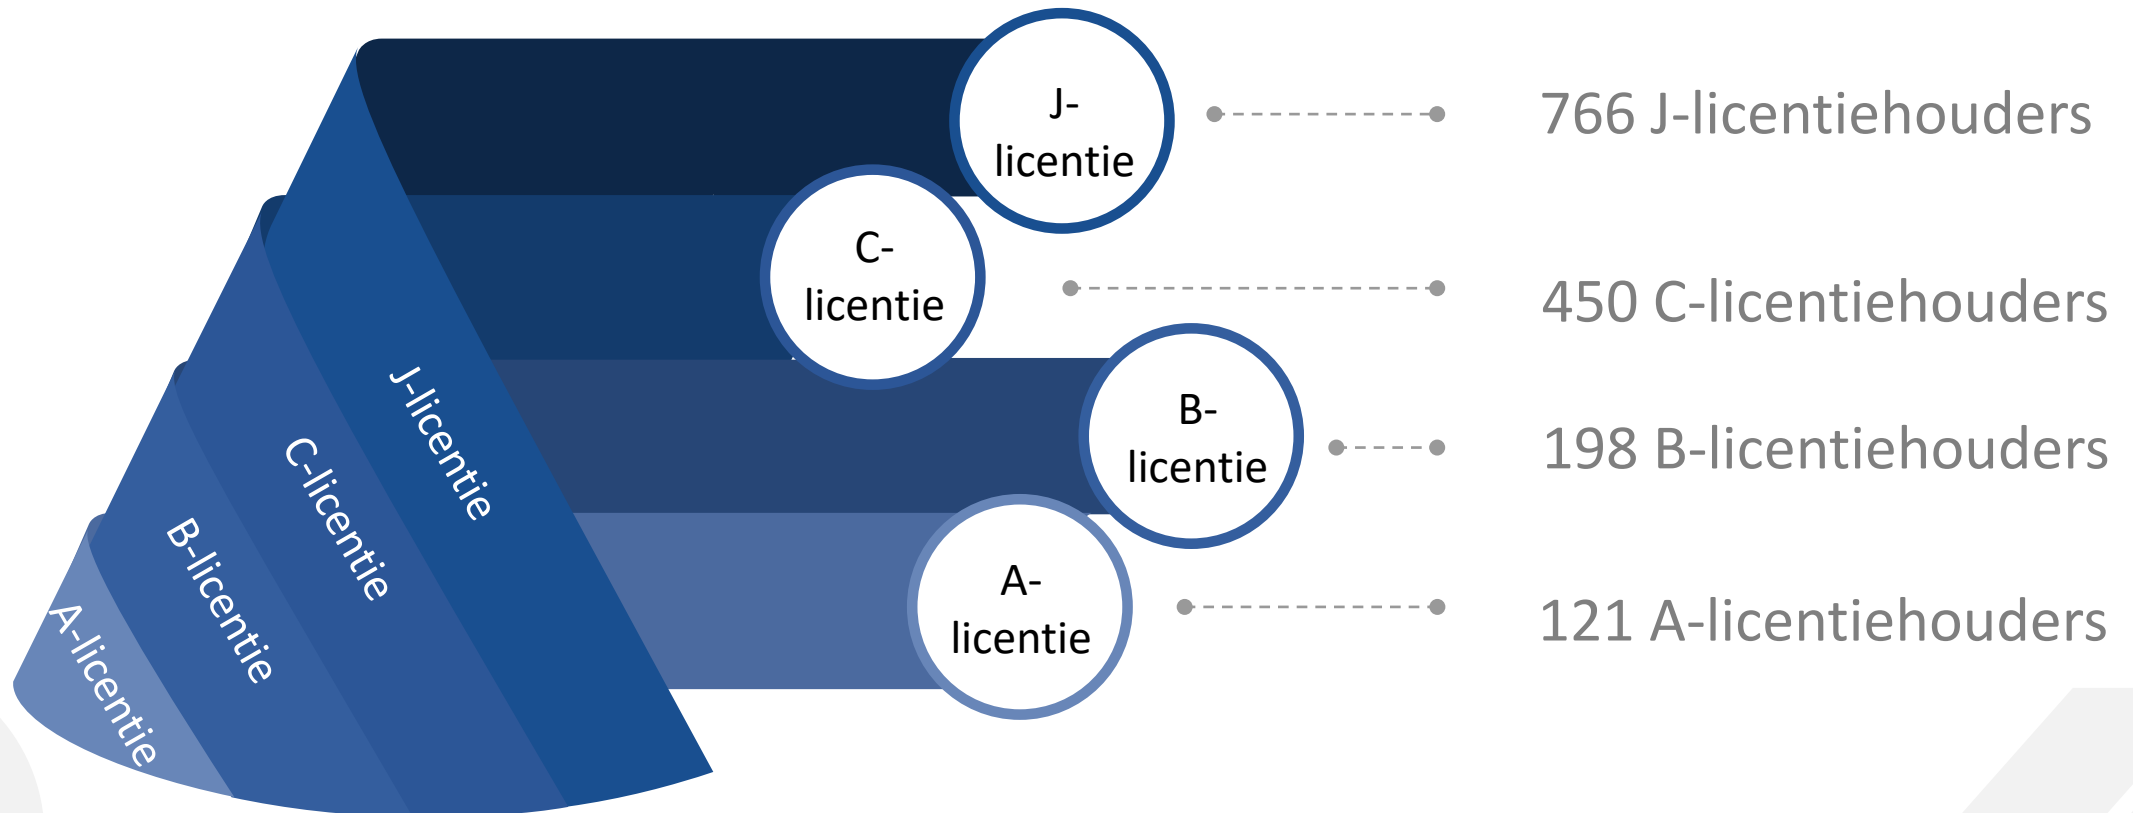 J-
licentie
766 J-licentiehouders
C-
licentie
450 C-licentiehouders
B-
licentie
198 B-licentiehouders
A-
licentie
121 A-licentiehouders
J-licentie
C-licentie
B-licentie
A-licentie